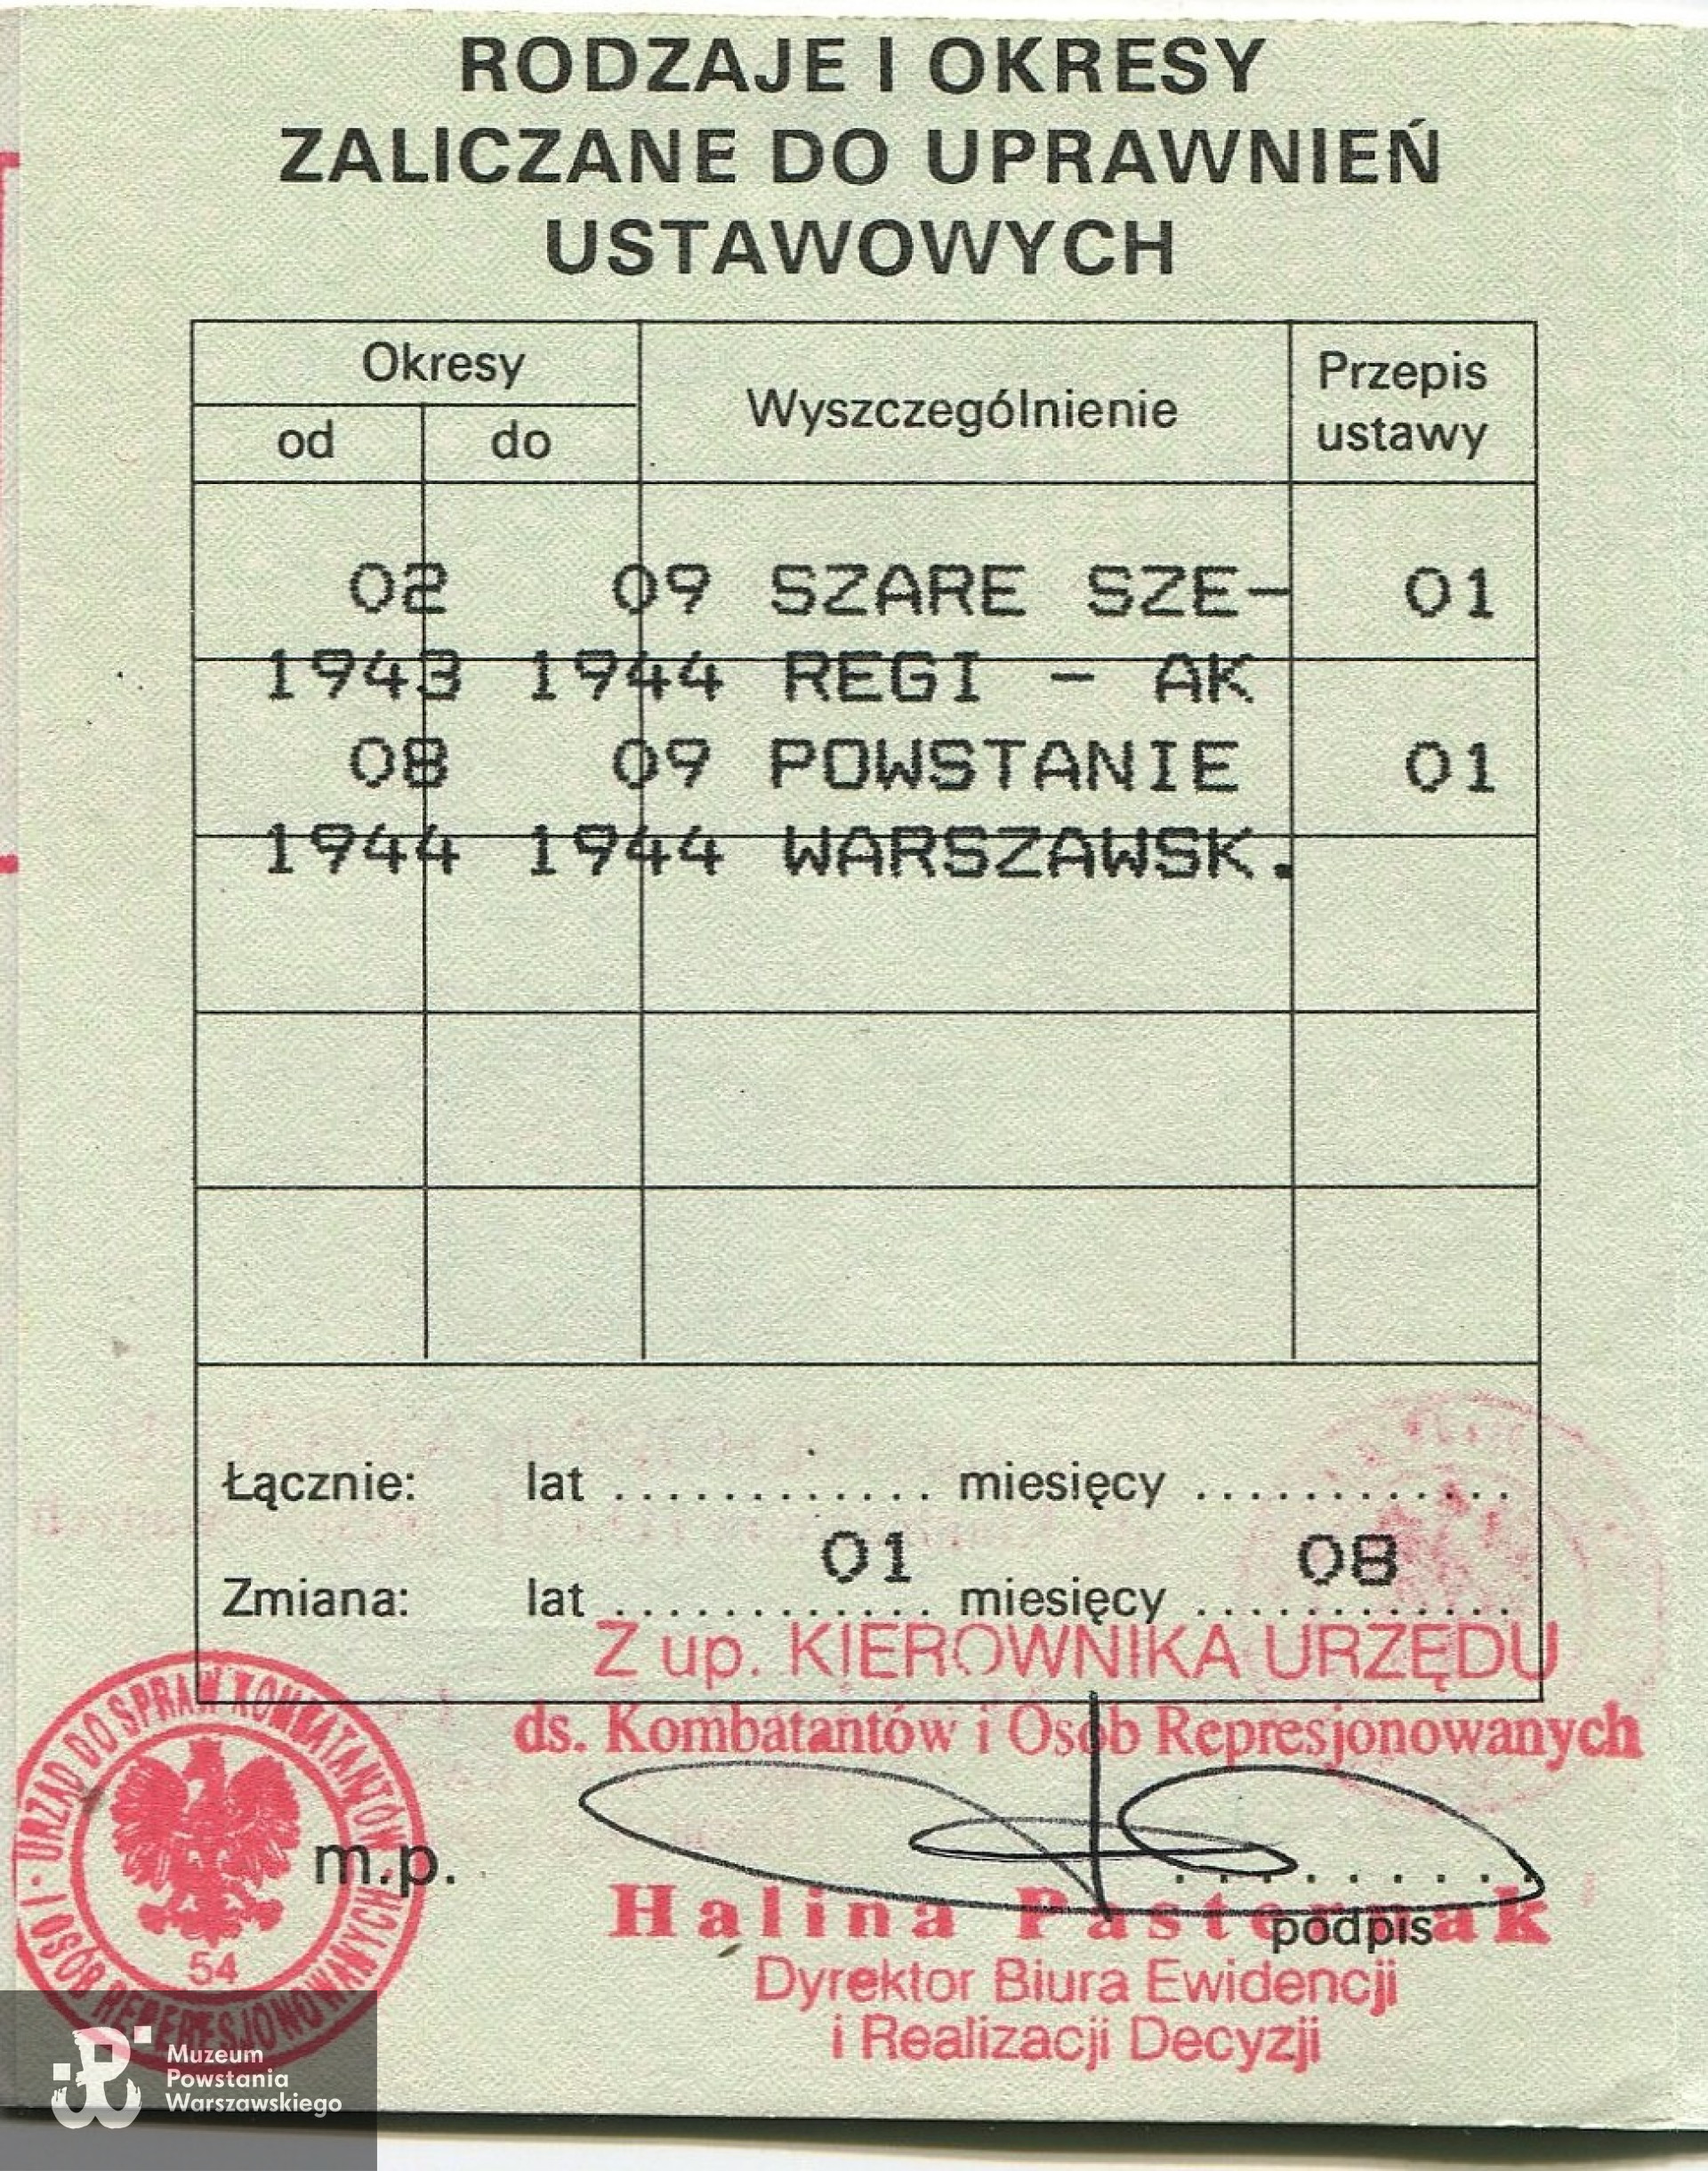 RODZAJE I OKRESY
ZALICZANE DO UPRAWNIEŃ
USTAWOWYCH
Okresy
od do
Wyszczególnienie
Przepis
ustawy
02 09 SZARE SZE- 01
1943 1944 REGI - AK
08 09 POWSTANIE 01
1944 1944 WARSZAWSK.
Łącznie: lat ............ miesięcy ............
01 08
Zmiana: lat ............ miesięcy ............
Z up. KIEROWNIKA URZĘDU
ds. Kombatantów i Osób Represjonowanych
URZĄD DO SPRAW KOMBATANTÓW I OSÓB REPRESJONOWANYCH
54
m.p.
Halina Pasternak
podpis
Dyrektor Biura Ewidencji
i Realizacji Decyzji
Muzeum
Powstania
Warszawskiego